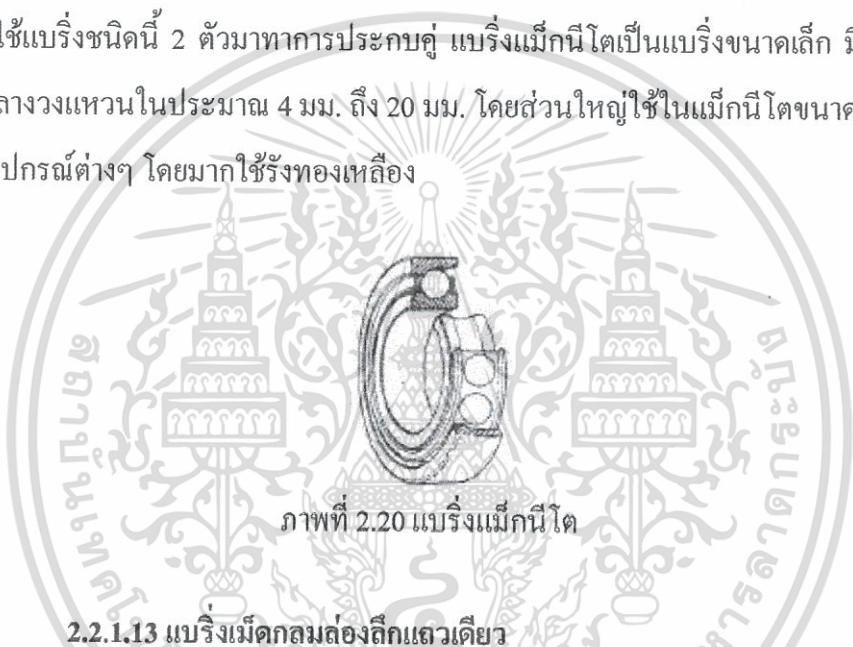 ใช้แบริ่งชนิดนี้ 2 ตัวมาทาการประกบคู่ แบริ่งแม็กนีโตเป็นแบริ่งขนาดเล็ก มี
ลางวงแหวนในประมาณ 4 มม. ถึง 20 มม. โดยส่วนใหญ่ใช้ในแม็กนีโตขนาด
ปกรณ์ต่างๆ โดยมากใช้รังทองเหลือง
ภาพที่ 2.20 แบริ่งแม็กนีโต
2.2.1.13 แบริ่งเม็ดกลมล่องลึกแถวเดียว